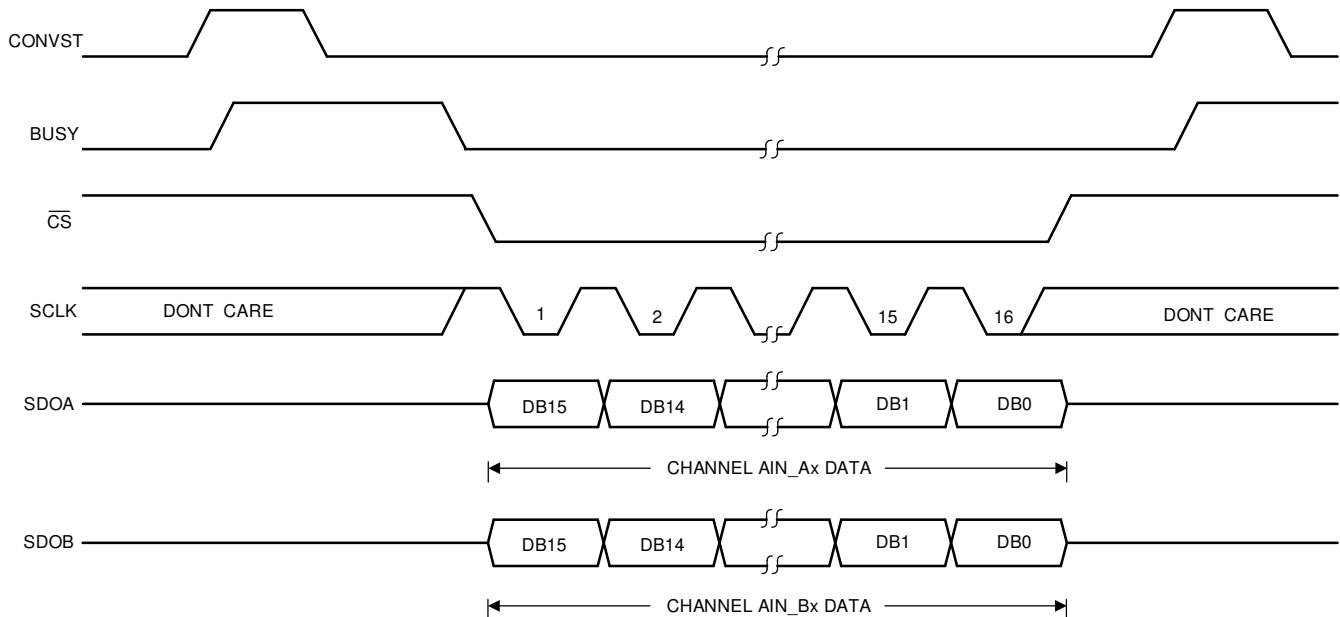 CONVST
BUSY
CS
SCLK DONT CARE 1 2 15 16 DONT CARE
SDOA DB15 DB14 DB1 DB0
CHANNEL AIN_Ax DATA
SDOB DB15 DB14 DB1 DB0
CHANNEL AIN_Bx DATA